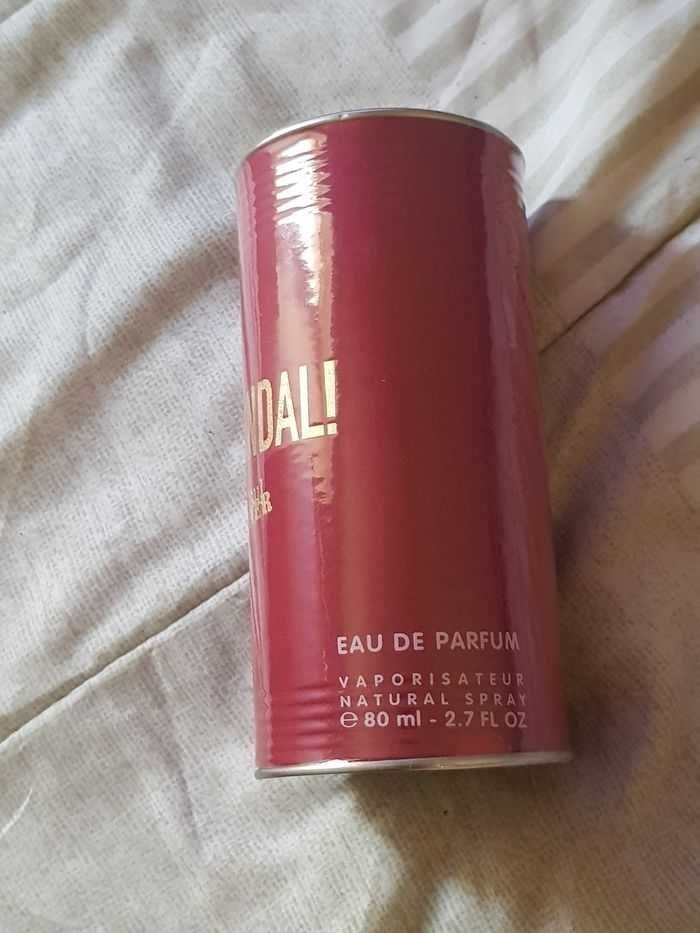 NDAL!
EAU DE PARFUM
VAPORISATEUR
NATURAL SPRAY
℮ 80 ml - 2.7 FL OZ